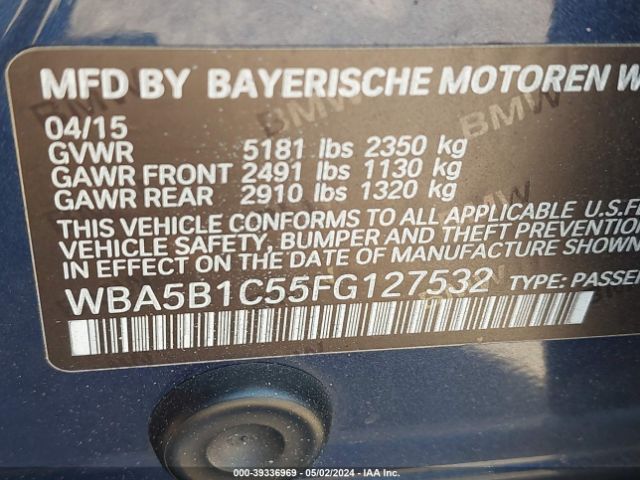 MFD BY BAYERISCHE MOTOREN W
04/15
GVWR 5181 lbs 2350 kg
GAWR FRONT 2491 lbs 1130 kg
GAWR REAR 2910 lbs 1320 kg
THIS VEHICLE CONFORMS TO ALL APPLICABLE U.S.F
VEHICLE SAFETY, BUMPER AND THEFT PREVENTION
IN EFFECT ON THE DATE OF MANUFACTURE SHOWN
WBA5B1C55FG127532 TYPE: PASSEN
00-39336969 - 05/02/2024 - IAA Inc.